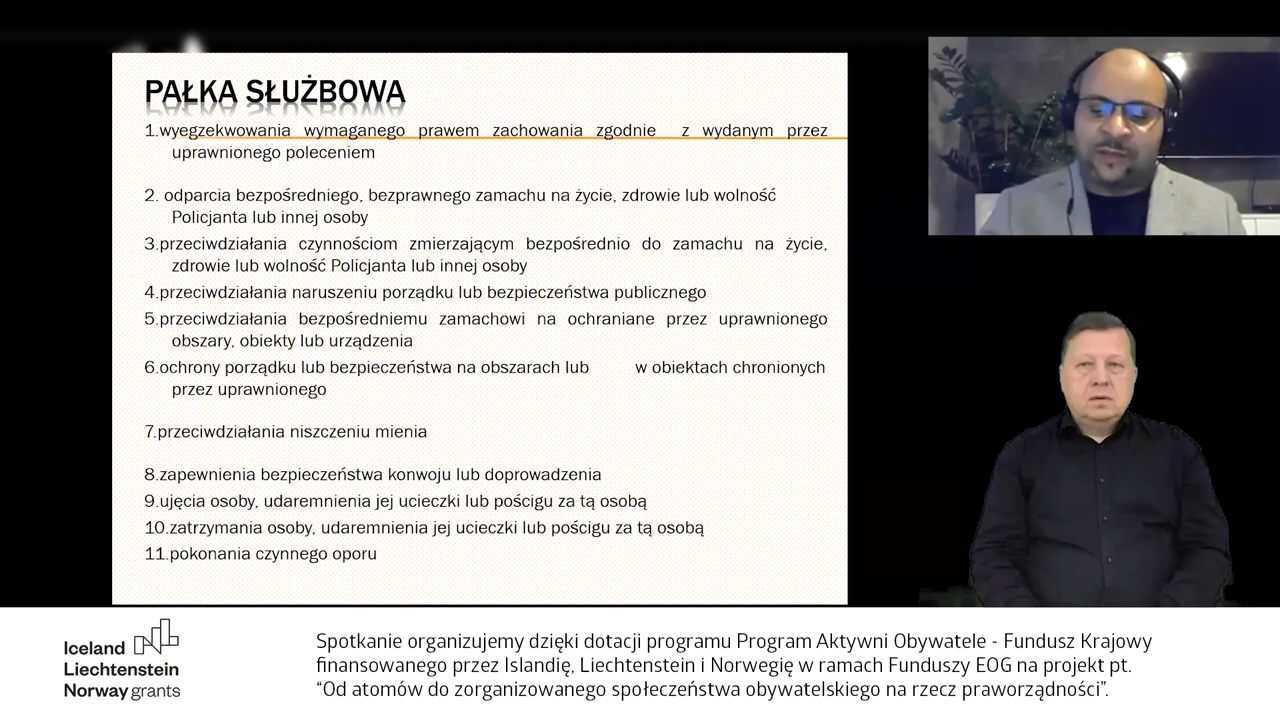 PAŁKA SŁUŻBOWA
1.wyegzekwowania wymaganego prawem zachowania zgodnie z wydanym przez
uprawnionego poleceniem
2. odparcia bezpośredniego, bezprawnego zamachu na życie, zdrowie lub wolność
Policjanta lub innej osoby
3.przeciwdziałania czynnościom zmierzającym bezpośrednio do zamachu na życie,
zdrowie lub wolność Policjanta lub innej osoby
4.przeciwdziałania naruszeniu porządku lub bezpieczeństwa publicznego
5.przeciwdziałania bezpośredniemu zamachowi na ochraniane przez uprawnionego
obszary, obiekty lub urządzenia
6.ochrony porządku lub bezpieczeństwa na obszarach lub w obiektach chronionych
przez uprawnionego
7.przeciwdziałania niszczeniu mienia
8.zapewnienia bezpieczeństwa konwoju lub doprowadzenia
9.ujęcia osoby, udaremnienia jej ucieczki lub pościgu za tą osobą
10.zatrzymania osoby, udaremnienia jej ucieczki lub pościgu za tą osobą
11.pokonania czynnego oporu
Iceland
Liechtenstein
Norway grants
Spotkanie organizujemy dzięki dotacji programu Program Aktywni Obywatele - Fundusz Krajowy
finansowanego przez Islandię, Liechtenstein i Norwegię w ramach Funduszy EOG na projekt pt.
“Od atomów do zorganizowanego społeczeństwa obywatelskiego na rzecz praworządności”.